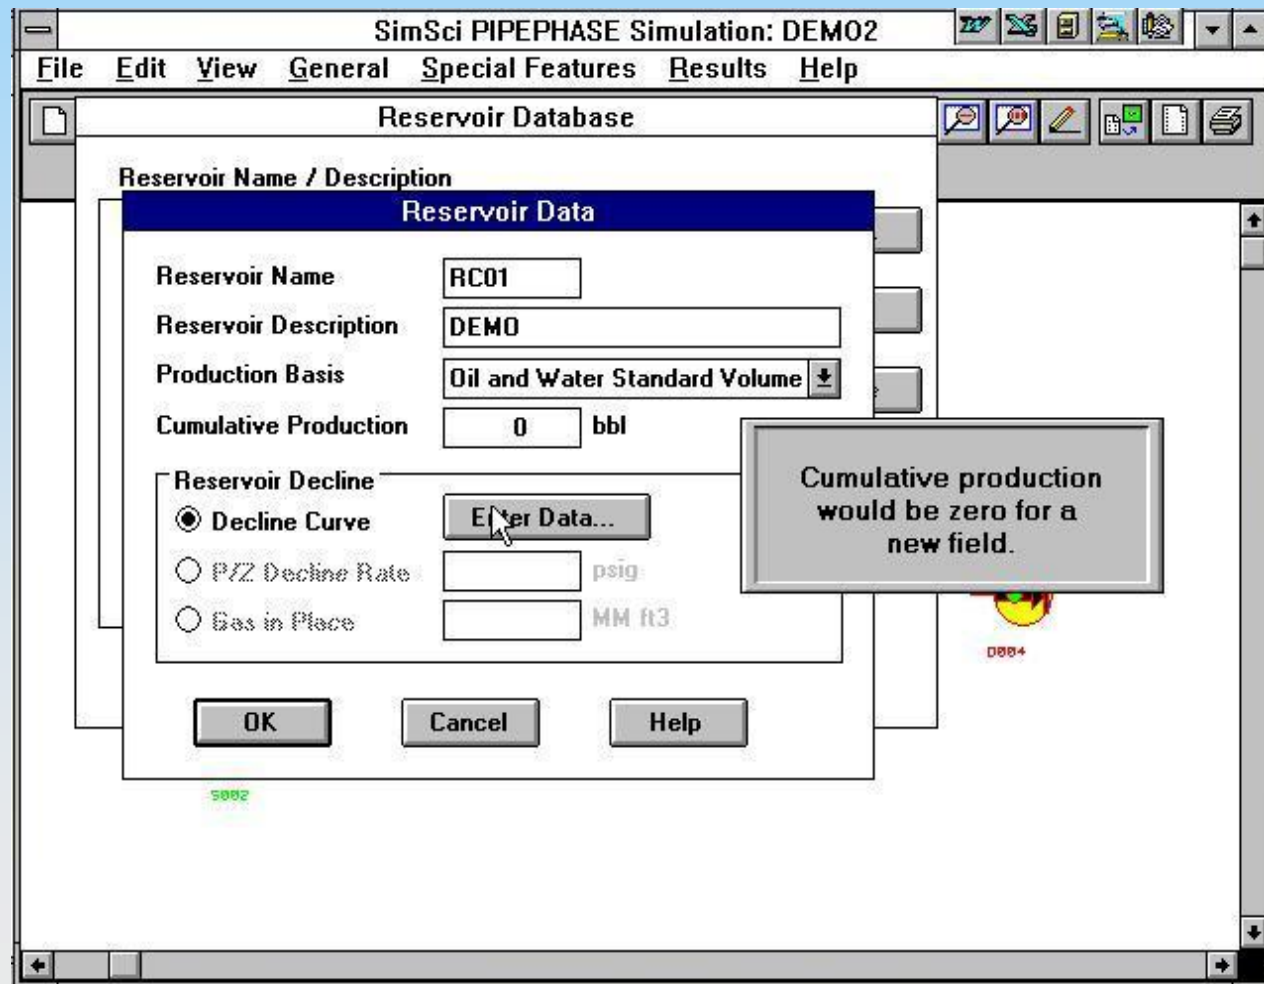 SimSci PIPEPHASE Simulation: DEMO2
File Edit View General Special Features Results Help
Reservoir Database
Reservoir Name / Description
Reservoir Data
Reservoir Name RC01
Reservoir Description DEMO
Production Basis Oil and Water Standard Volume
Cumulative Production 0 bbl
Cumulative production
would be zero for a
new field.
Reservoir Decline
Decline Curve Enter Data...
P/Z Decline Rate psig
Gas in Place MM ft3
D004
OK Cancel Help
S002